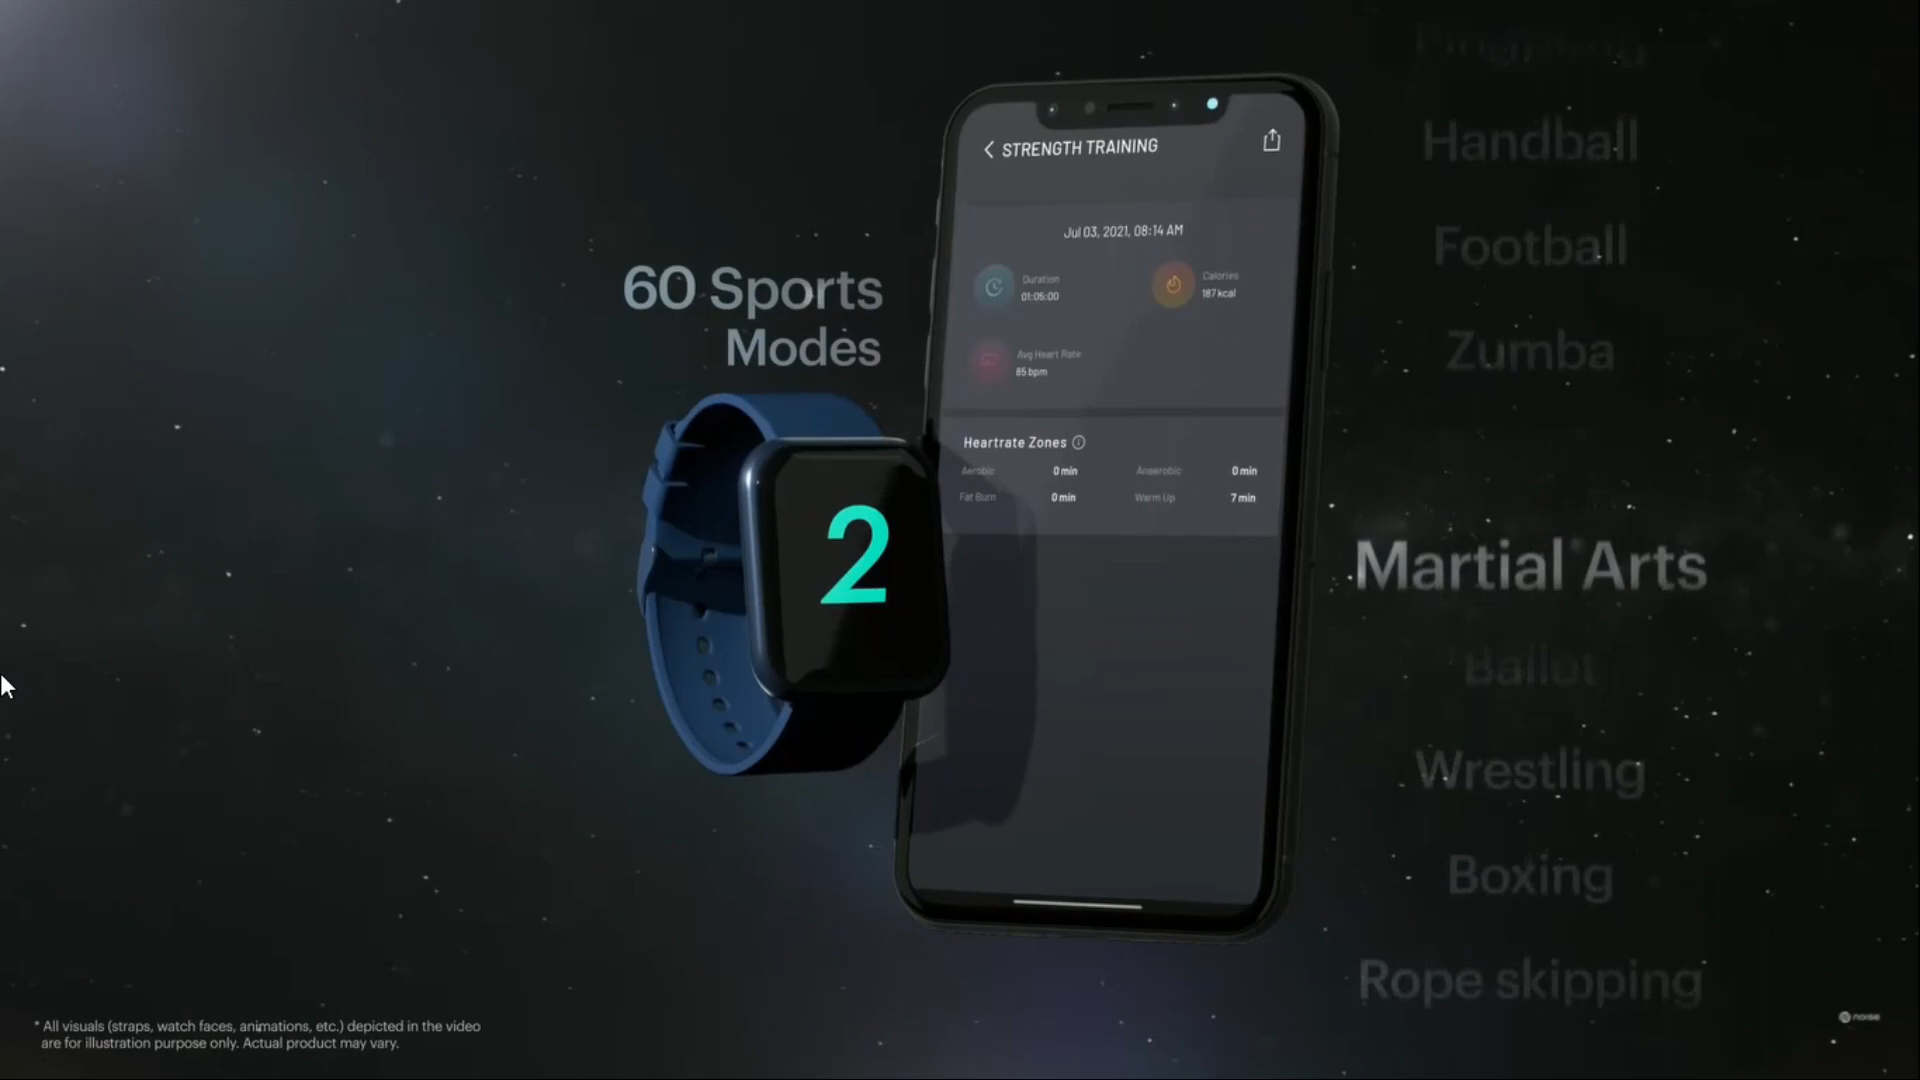 60 Sports
Modes
2
STRENGTH TRAINING
Jul 03, 2021, 08:14 AM
Duration
01:05:00
Calories
187 kcal
Avg Heart Rate
85 bpm
Heartrate Zones
Aerobic 0 min Anaerobic 0 min
Fat Burn 0 min Warm Up 7 min
Handball
Football
Zumba
Martial Arts
Ballet
Wrestling
Boxing
Rope skipping
* All visuals (straps, watch faces, animations, etc.) depicted in the video
are for illustration purpose only. Actual product may vary.
noise